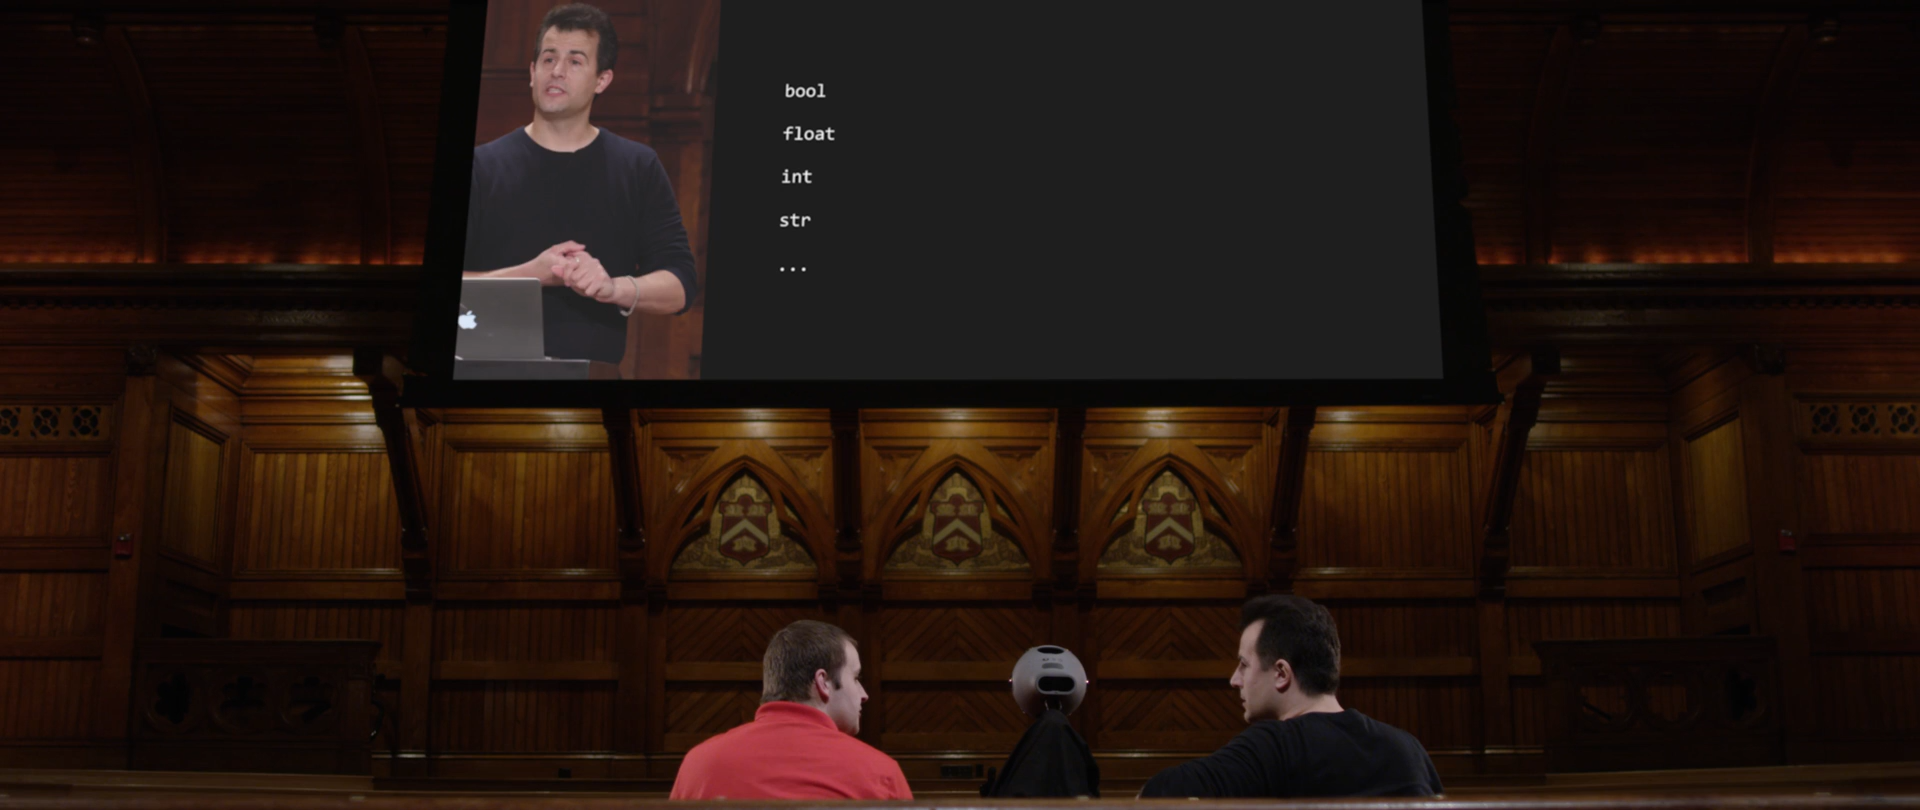 bool
float
int
str
...